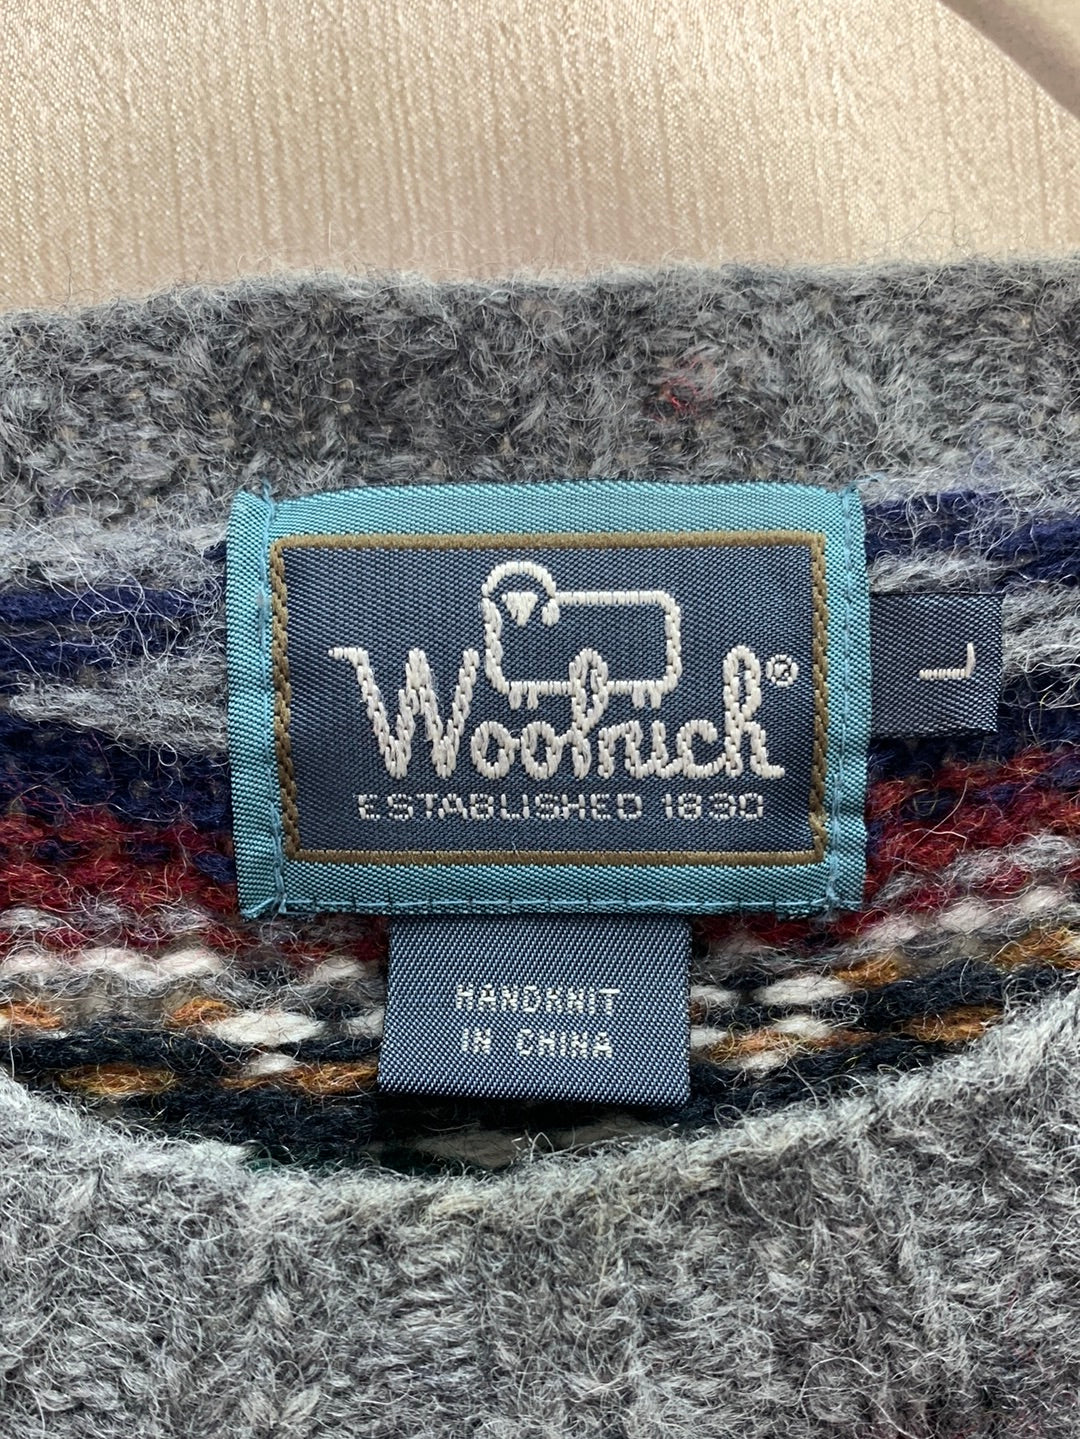 Woolrich®
ESTABLISHED 1830
L
HANDKNIT
IN CHINA